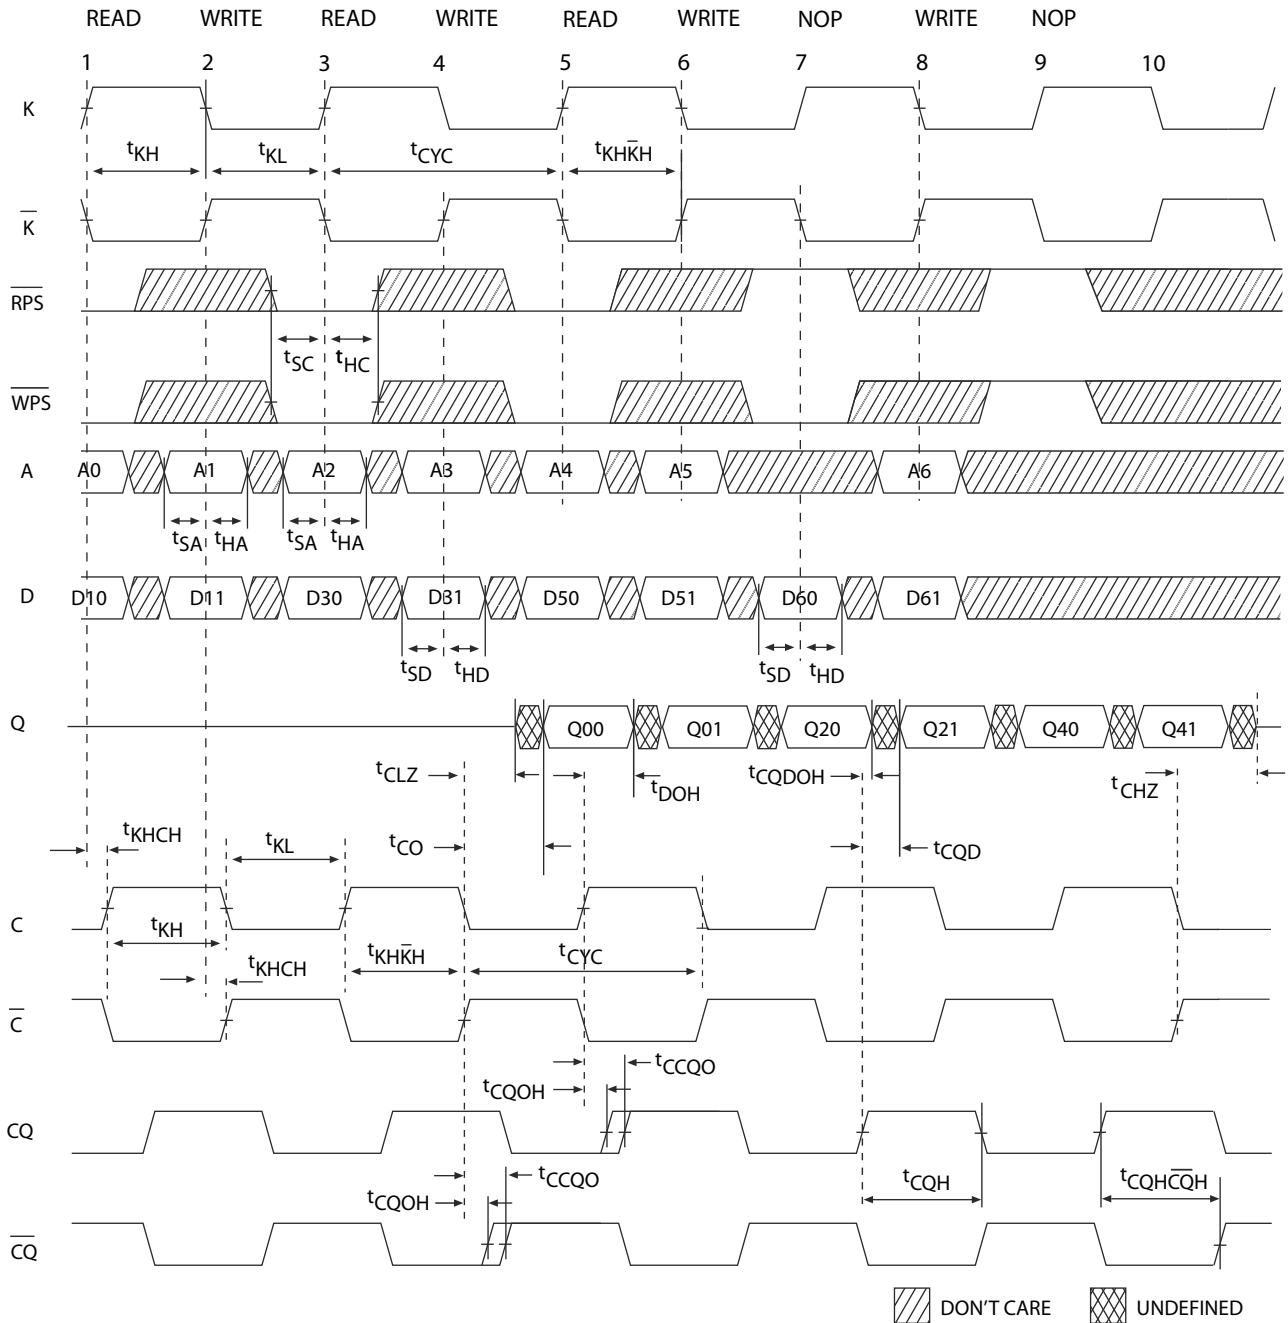 READ WRITE READ WRITE READ WRITE NOP WRITE NOP
1 2 3 4 5 6 7 8 9 10
K
tKH tKL tCYC tKHK̅H
K̅
R̅P̅S̅
tSC tHC
W̅P̅S̅
A A0 A1 A2 A3 A4 A5 A6
tSA tHA tSA tHA
D D10 D11 D30 D31 D50 D51 D60 D61
tSD tHD tSD tHD
Q Q00 Q01 Q20 Q21 Q40 Q41
tCLZ tDOH tCQDOH tCHZ
tKHCH tKL tCO tCQD
C
tKH tKHK̅H tCYC
tKHCH
C̅
tCCQO
tCQOH
CQ
tCCQO tCQH tCQHC̅Q̅H
tCQOH
C̅Q̅
DON'T CARE UNDEFINED